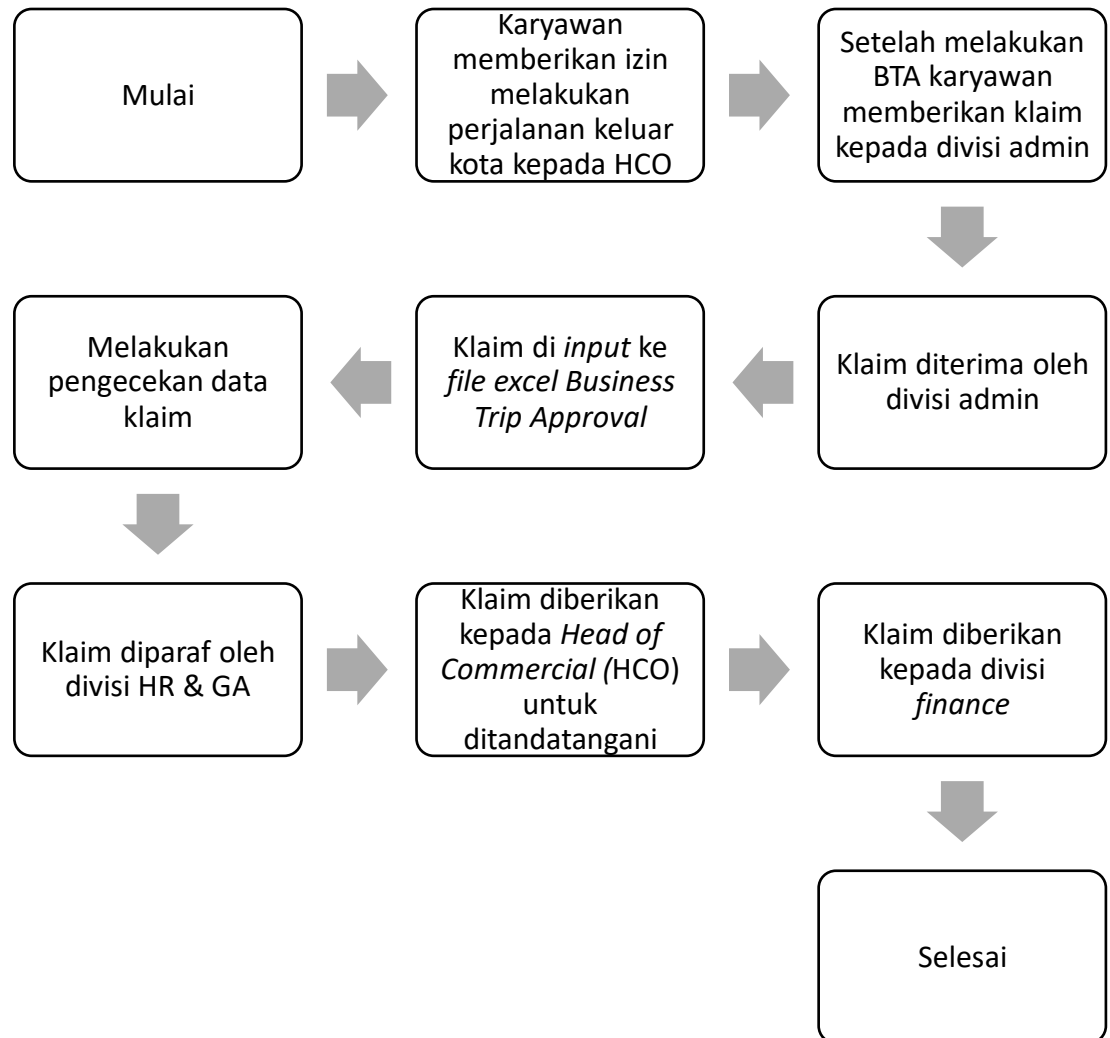 Mulai
Karyawan
memberikan izin
melakukan
perjalanan keluar
kota kepada HCO
Setelah melakukan
BTA karyawan
memberikan klaim
kepada divisi admin
Klaim diterima oleh
divisi admin
Klaim di input ke
file excel Business
Trip Approval
Melakukan
pengecekan data
klaim
Klaim diparaf oleh
divisi HR & GA
Klaim diberikan
kepada Head of
Commercial (HCO)
untuk
ditandatangani
Klaim diberikan
kepada divisi
finance
Selesai